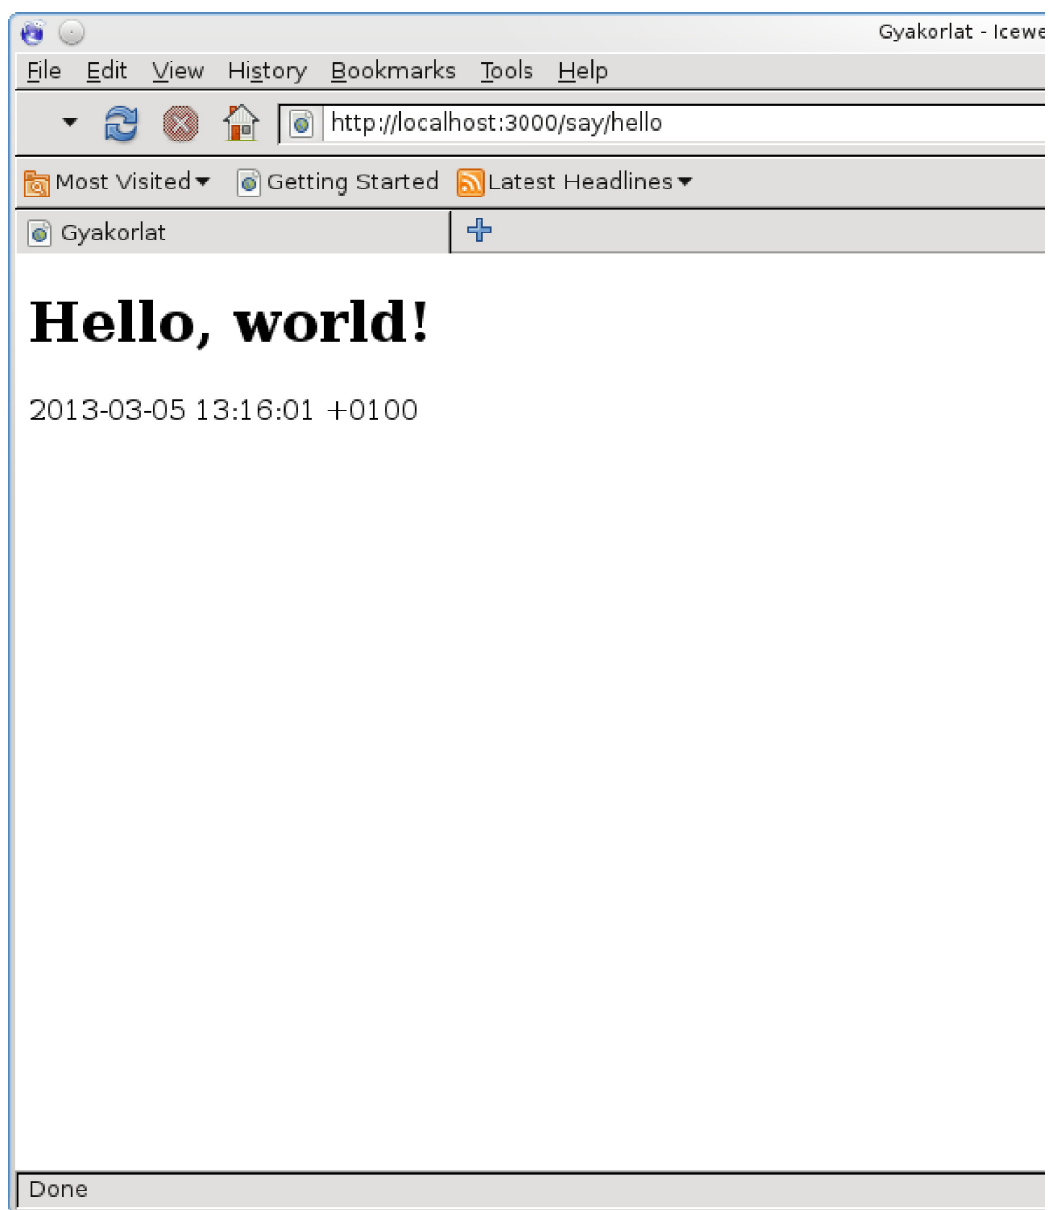 Gyakorlat - Icewe
File Edit View History Bookmarks Tools Help
http://localhost:3000/say/hello
Most Visited Getting Started Latest Headlines
Gyakorlat
Hello, world!
2013-03-05 13:16:01 +0100
Done